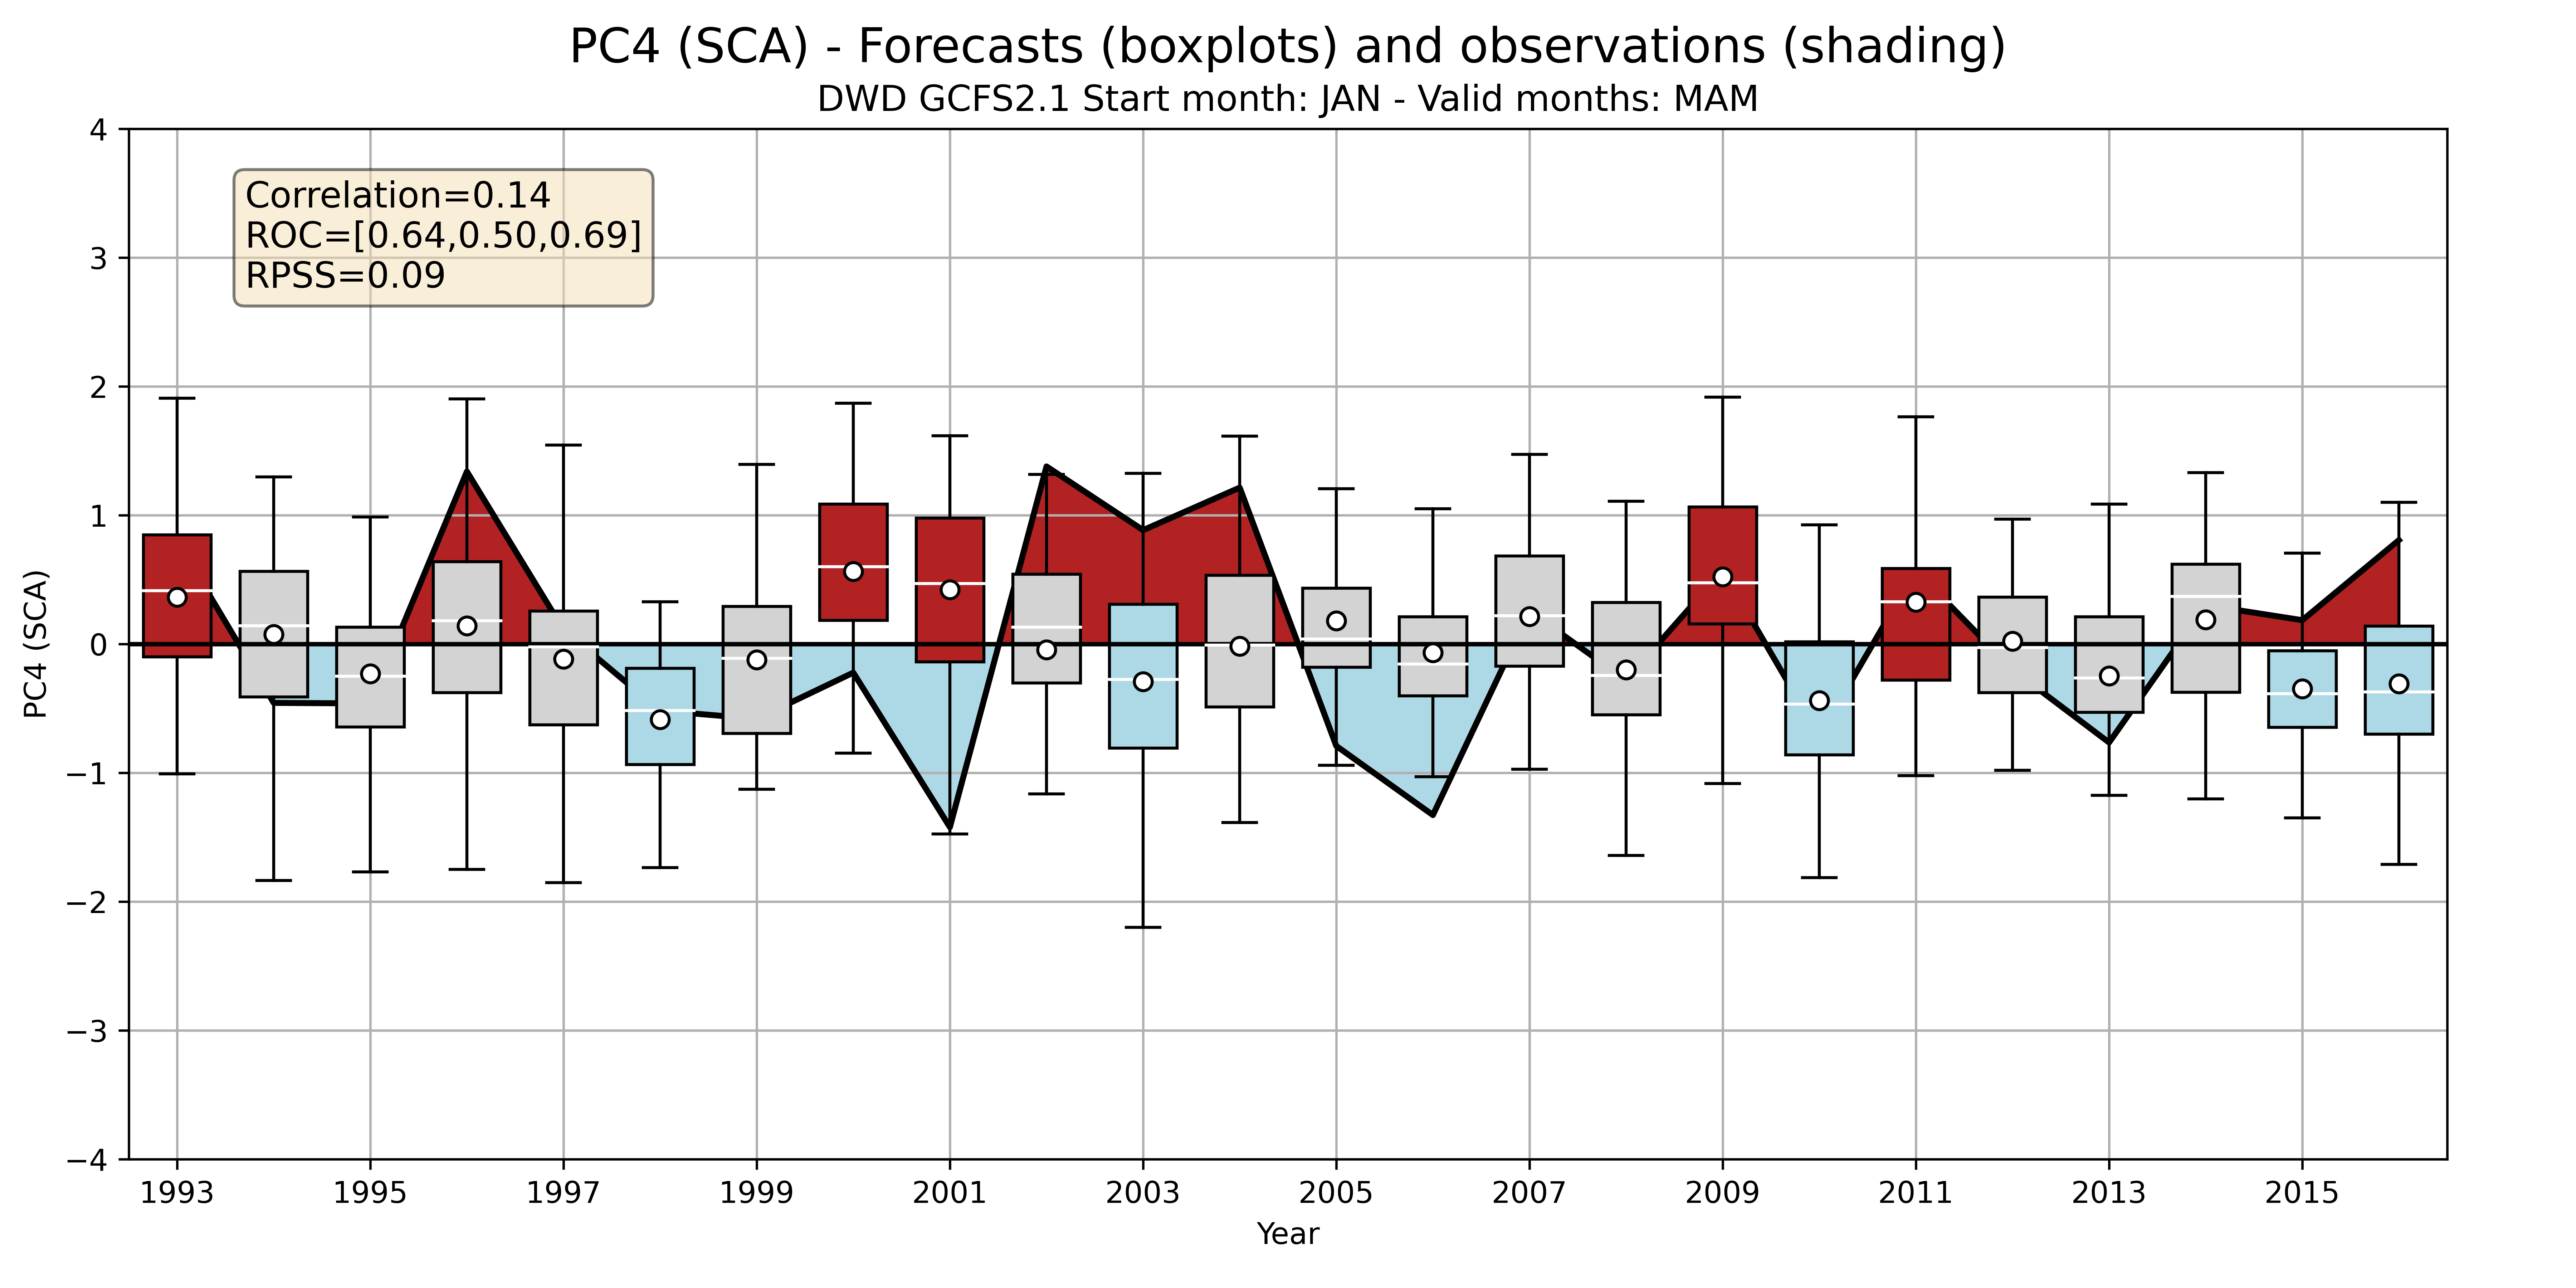 PC4 (SCA) - Forecasts (boxplots) and observations (shading)
DWD GCFS2.1 Start month: JAN - Valid months: MAM
Correlation=0.14
ROC=[0.64,0.50,0.69]
RPSS=0.09
PC4 (SCA)
4
3
2
1
0
−1
−2
−3
−4
1993 1995 1997 1999 2001 2003 2005 2007 2009 2011 2013 2015
Year